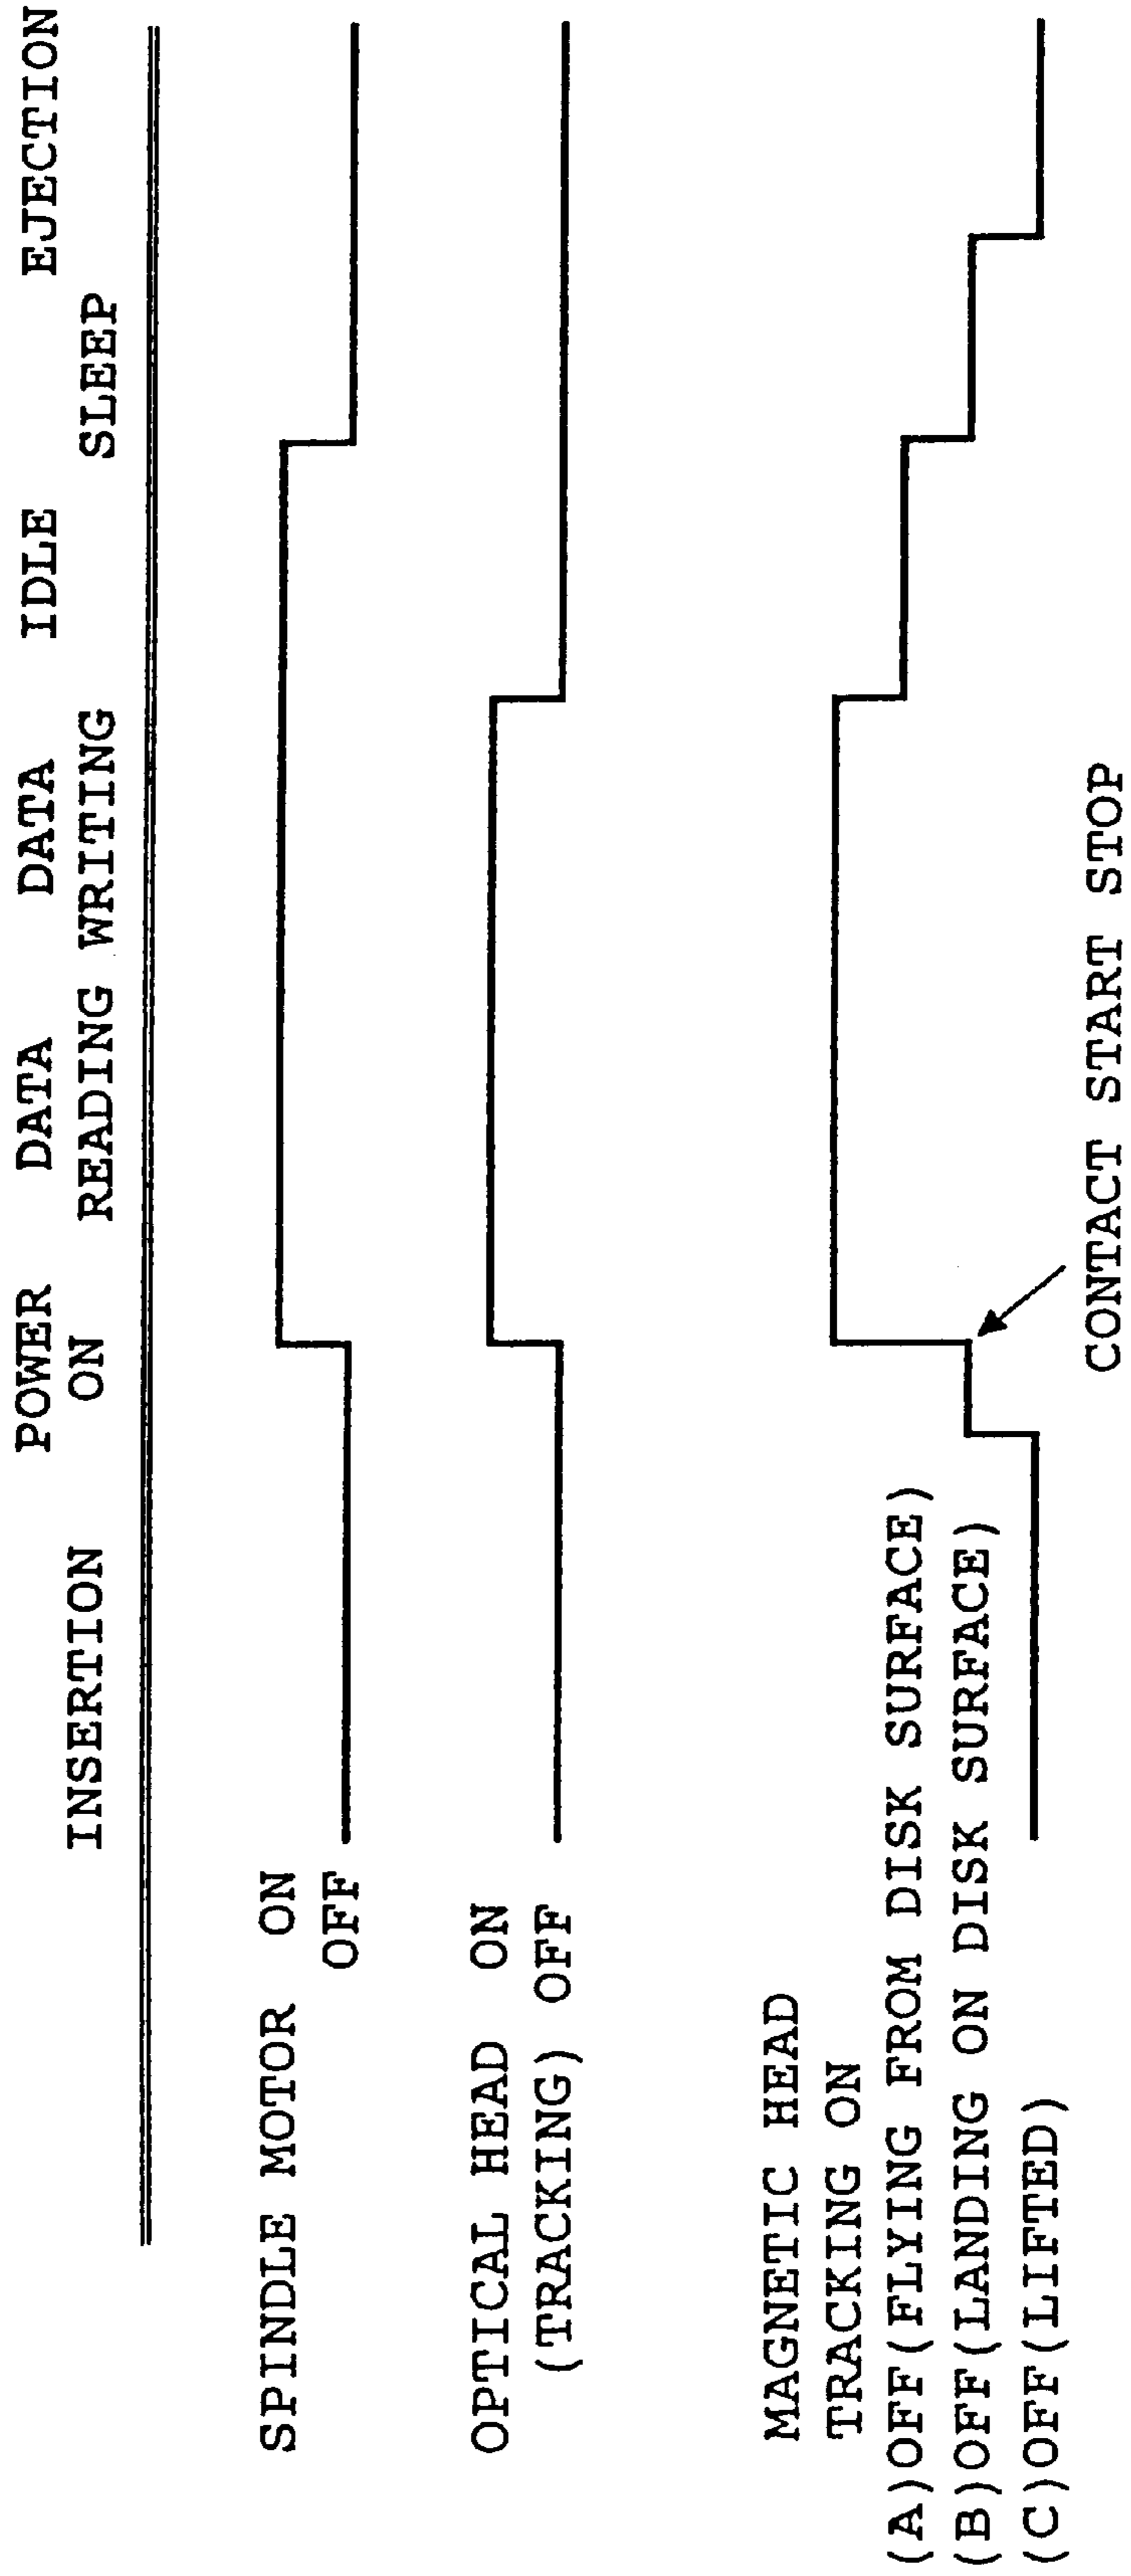 INSERTION
POWER
ON
DATA
READING
DATA
WRITING
IDLE
SLEEP
EJECTION
SPINDLE MOTOR ON
OFF
OPTICAL HEAD ON
(TRACKING) OFF
MAGNETIC HEAD
TRACKING ON
(A)OFF(FLYING FROM DISK SURFACE)
(B)OFF(LANDING ON DISK SURFACE)
(C)OFF(LIFTED)
CONTACT START STOP